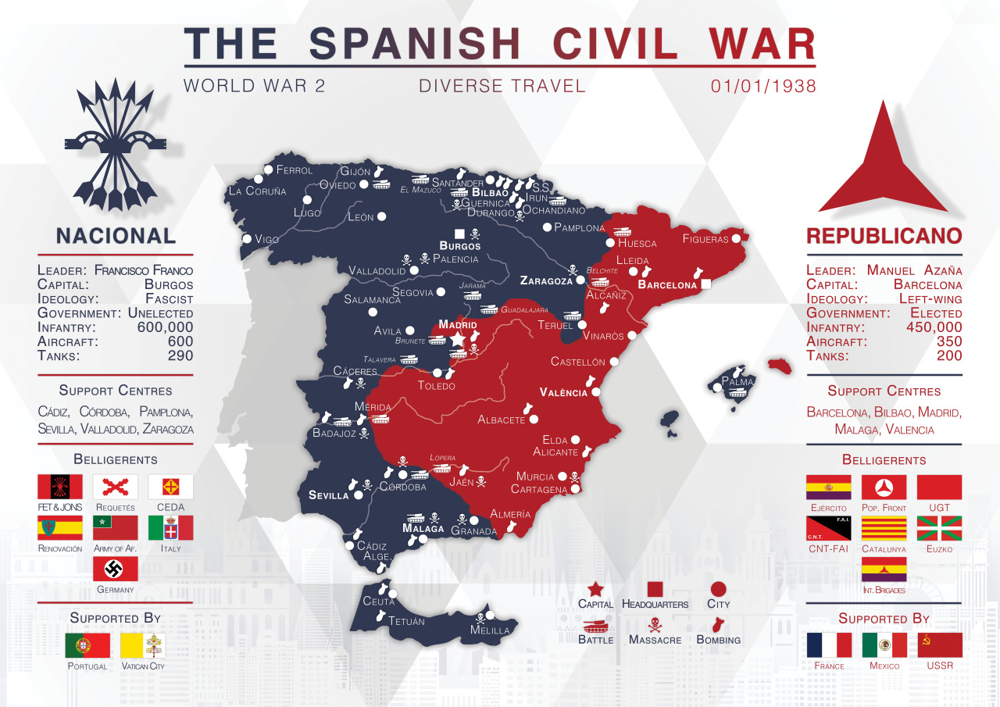 THE SPANISH CIVIL WAR
WORLD WAR 2 DIVERSE TRAVEL 01/01/1938
NACIONAL
LEADER: FRANCISCO FRANCO
CAPITAL: BURGOS
IDEOLOGY: FASCIST
GOVERNMENT: UNELECTED
INFANTRY: 600,000
AIRCRAFT: 600
TANKS: 290
SUPPORT CENTRES
CÁDIZ, CÓRDOBA, PAMPLONA,
SEVILLA, VALLADOLID, ZARAGOZA
BELLIGERENTS
FET & JONS REQUETÉS CEDA
RENOVACIÓN ARMY OF AF. ITALY
GERMANY
SUPPORTED BY
PORTUGAL VATICAN CITY
FERROL
LA CORUÑA
GIJÓN
OVIEDO
EL MAZUCO
SANTANDER
BILBAO
S.S.
IRUN
GUERNICA
DURANGO
OCHANDIANO
LUGO
LEÓN
VIGO
PAMPLONA
BURGOS
PALENCIA
HUESCA
FIGUERAS
LLEIDA
VALLADOLID
ZARAGOZA
BELCHITE
BARCELONA
SEGOVIA
JARAMA
ALCAÑIZ
SALAMANCA
GUADALAJARA
MADRID
AVILA
BRUNETE
TERUEL
VINARÒS
TALAVERA
CASTELLÓN
CÁCERES
TOLEDO
PALMA
VALÈNCIA
MÉRIDA
ALBACETE
BADAJOZ
ELDA
ALICANTE
LOPERA
CÓRDOBA
JAÉN
MURCIA
CARTAGENA
SEVILLA
ALMERÍA
MALAGA
GRANADA
CÁDIZ
ALGE.
CEUTA
TETUÁN
MELILLA
CAPITAL HEADQUARTERS CITY
BATTLE MASSACRE BOMBING
REPUBLICANO
LEADER: MANUEL AZAÑA
CAPITAL: BARCELONA
IDEOLOGY: LEFT-WING
GOVERNMENT: ELECTED
INFANTRY: 450,000
AIRCRAFT: 350
TANKS: 200
SUPPORT CENTRES
BARCELONA, BILBAO, MADRID,
MALAGA, VALENCIA
BELLIGERENTS
EJÉRCITO POP. FRONT UGT
F.A.I.
C.N.T.
CNT-FAI CATALUNYA EUZKO
INT. BRIGADES
SUPPORTED BY
FRANCE MEXICO USSR